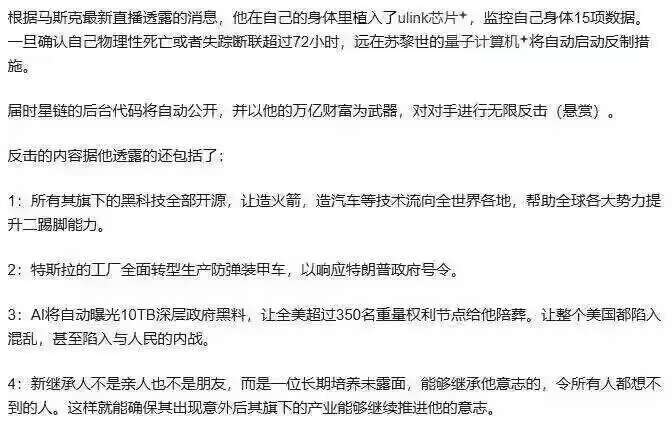 根据马斯克最新直播透露的消息，他在自己的身体里植入了ulink芯片，监控自己身体15项数据。
一旦确认自己物理性死亡或者失踪断联超过72小时，远在苏黎世的量子计算机将自动启动反制措
施。
届时星链的后台代码将自动公开，并以他的万亿财富为武器，对对手进行无限反击（悬赏）。
反击的内容据他透露的还包括了：
1：所有其旗下的黑科技全部开源，让造火箭，造汽车等技术流向全世界各地，帮助全球各大势力提
升二踢脚能力。
2：特斯拉的工厂全面转型生产防弹装甲车，以响应特朗普政府号令。
3：AI将自动曝光10TB深层政府黑料，让全美超过350名重量权利节点给他陪葬。让整个美国都陷入
混乱，甚至陷入与人民的内战。
4：新继承人不是亲人也不是朋友，而是一位长期培养未露面，能够继承他意志的，令所有人都想不
到的人。这样就能确保其出现意外后其旗下的产业能够继续推进他的意志。